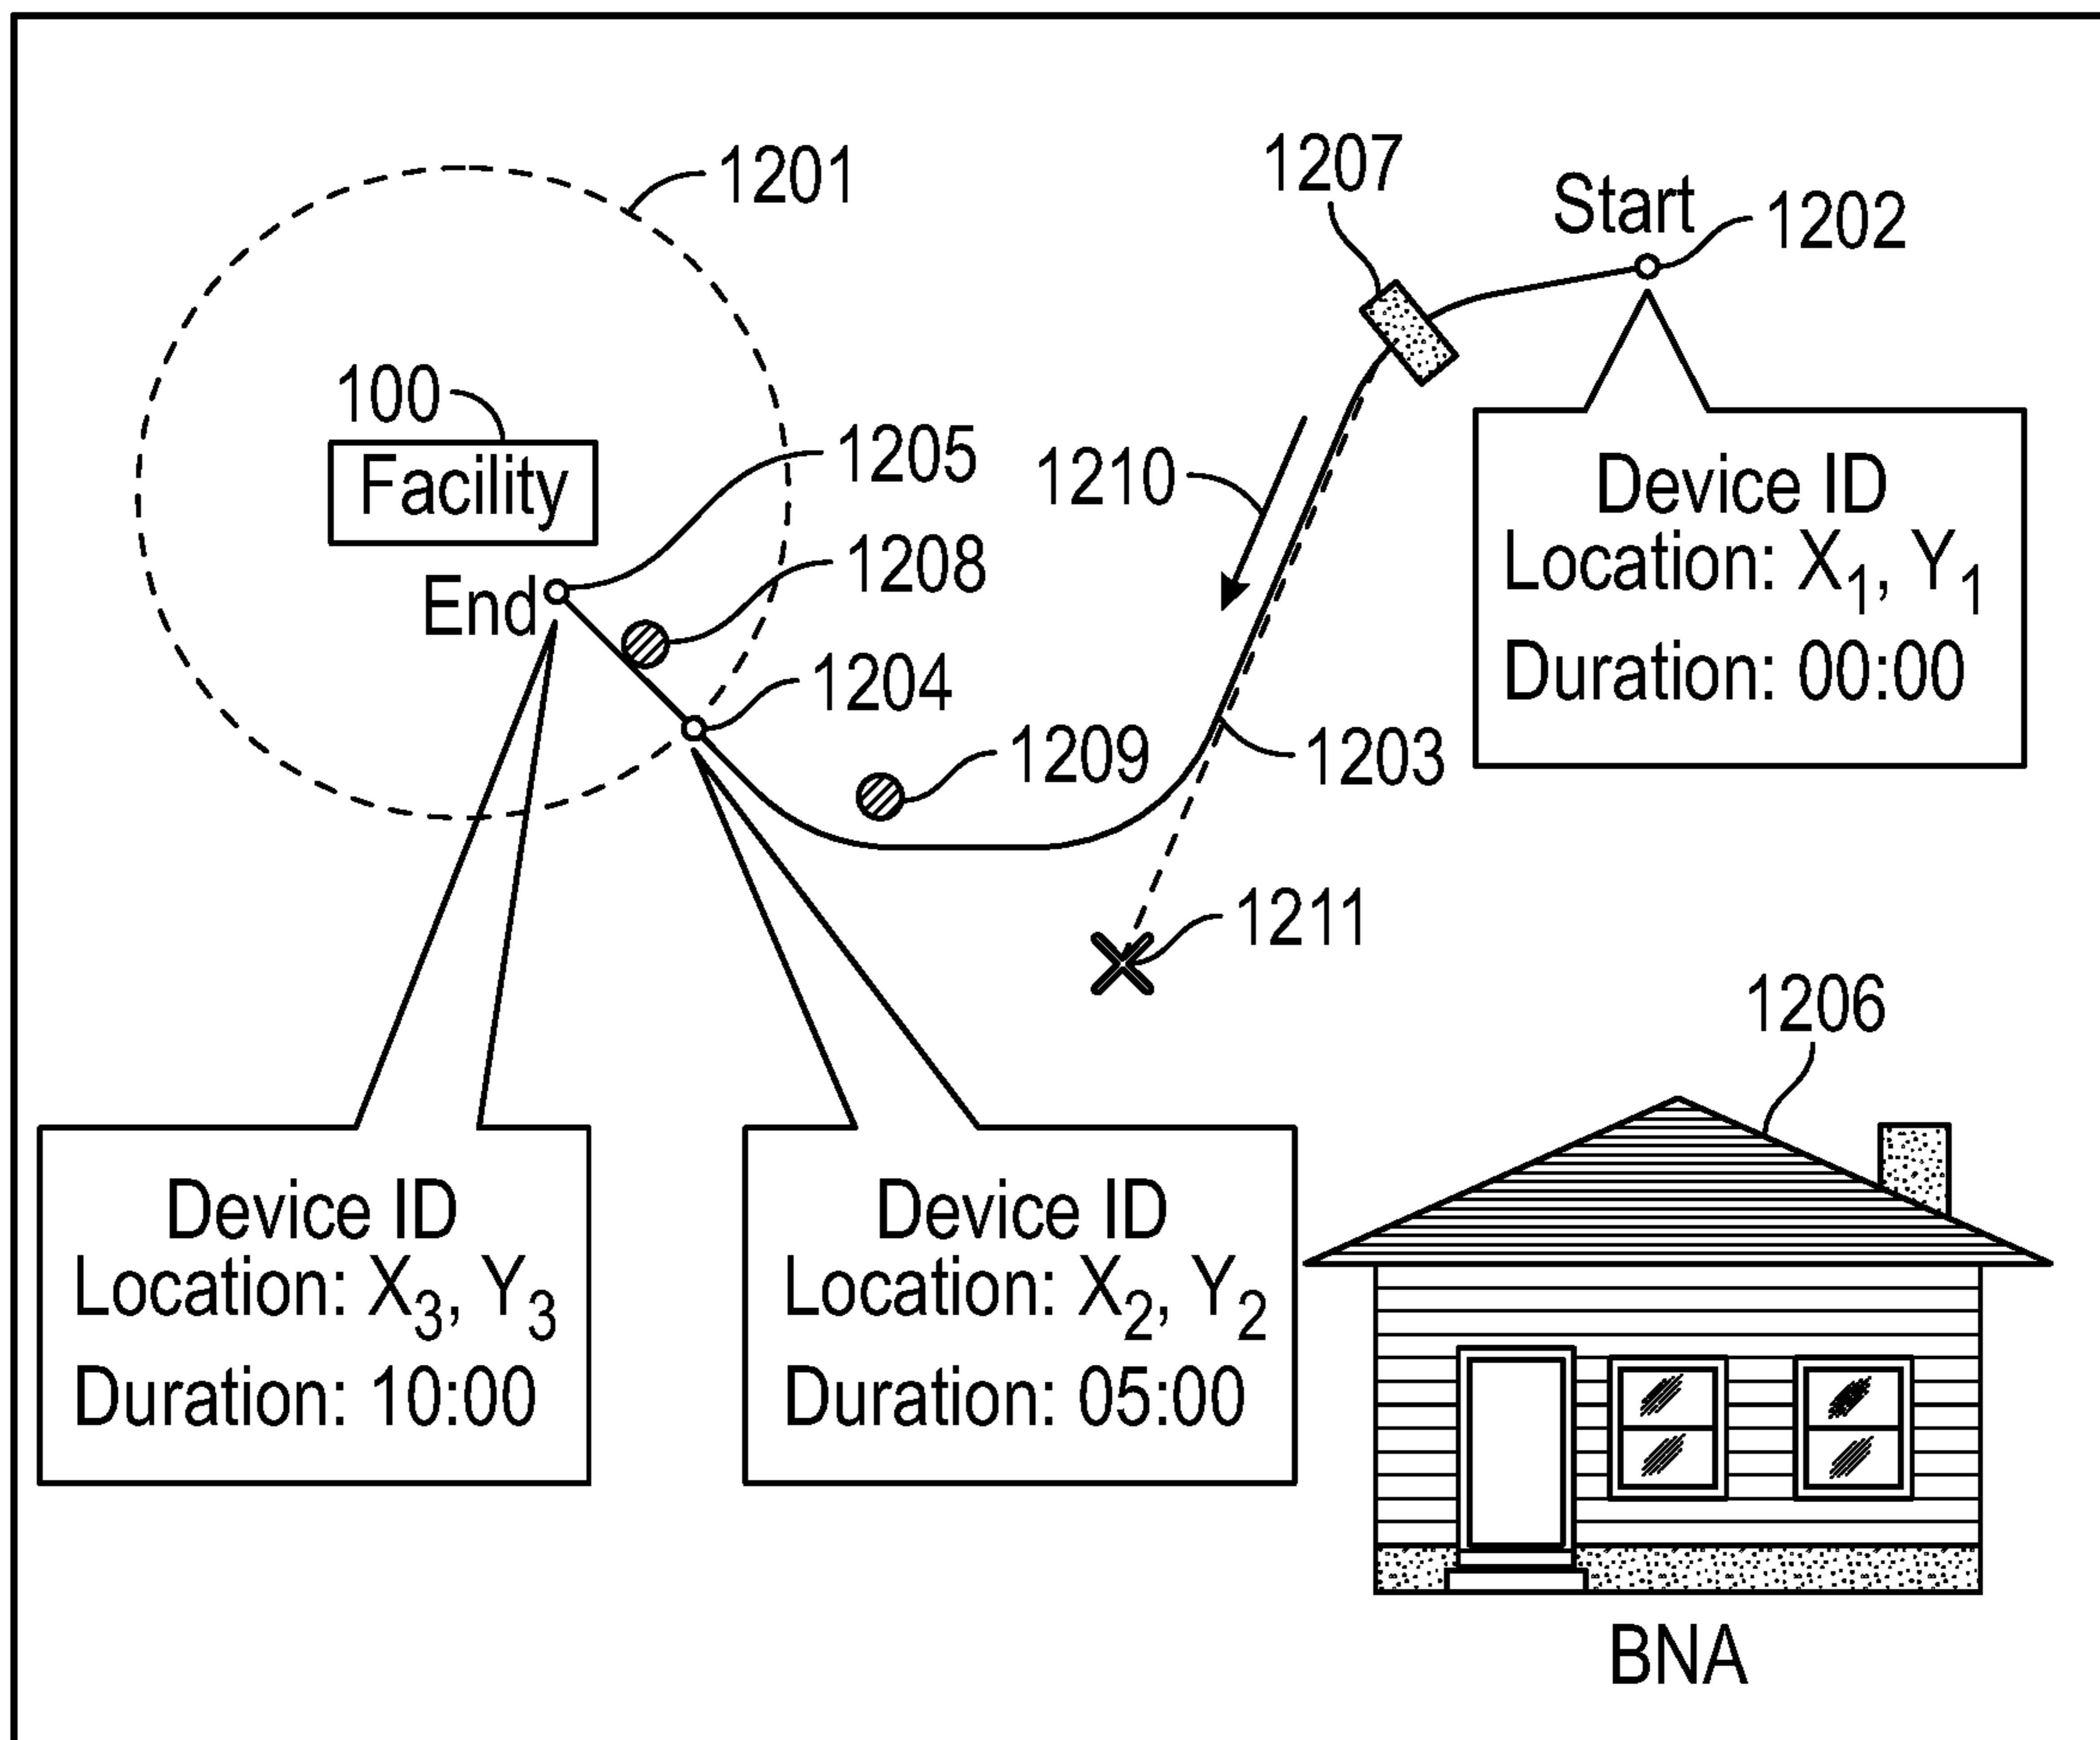 1201
1207
Start
1202
100
Facility
1205
1210
1208
End
1204
1209
1203
Device ID
Location: X₁, Y₁
Duration: 00:00
1211
1206
Device ID
Location: X₃, Y₃
Duration: 10:00
Device ID
Location: X₂, Y₂
Duration: 05:00
BNA